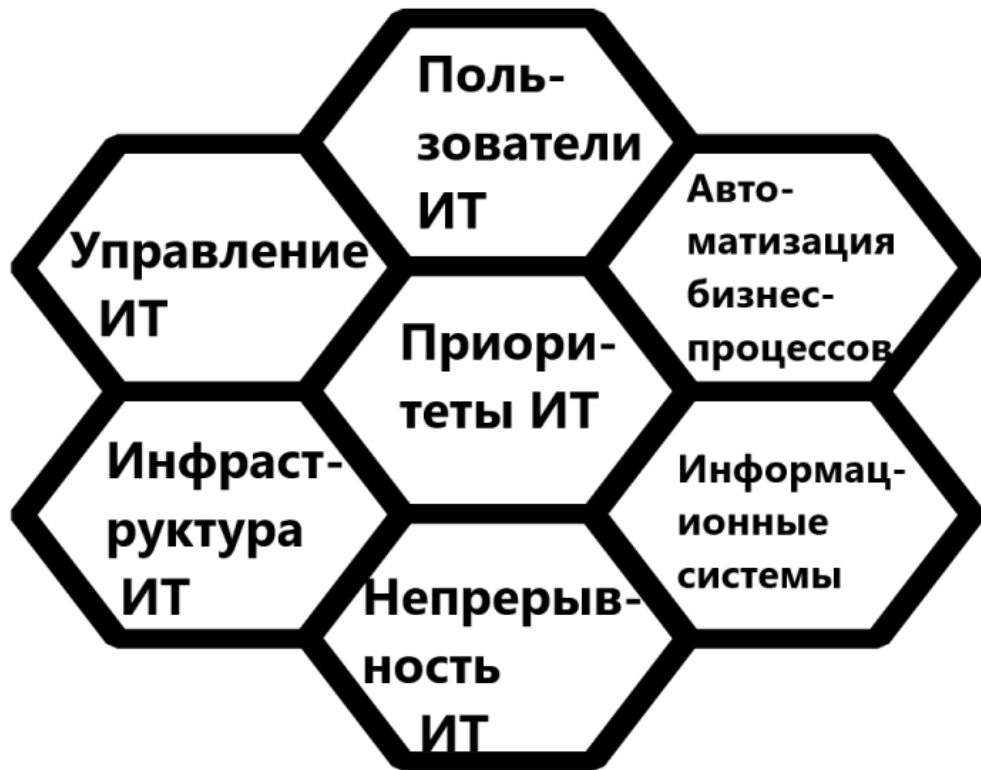 Поль-
зователи
ИТ
Управление
ИТ
Авто-
матизация
бизнес-
процессов
Приори-
теты ИТ
Инфраст-
руктура
ИТ
Информац-
ионные
системы
Непрерыв-
ность
ИТ